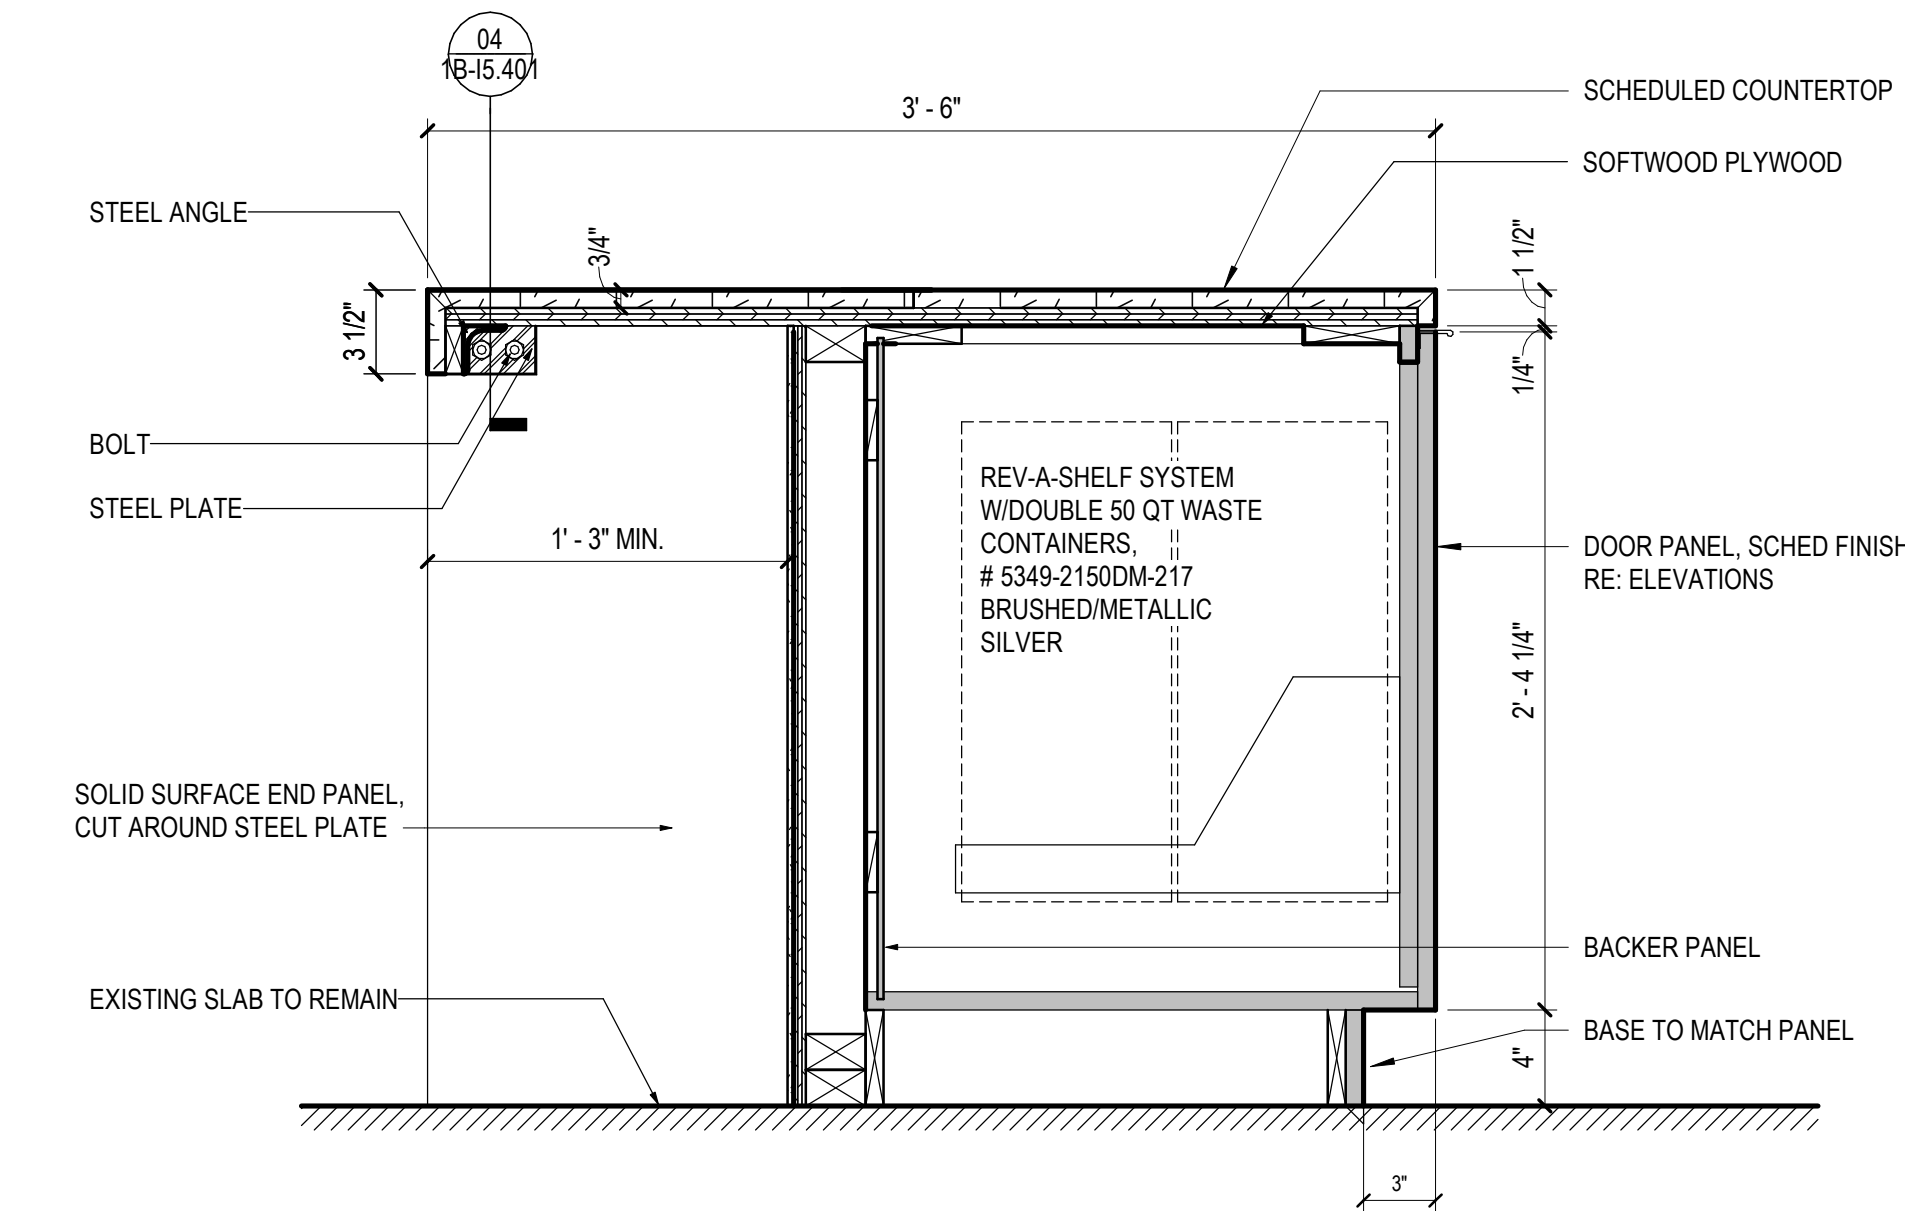 04
1B-I5.401
3' - 6"
SCHEDULED COUNTERTOP
SOFTWOOD PLYWOOD
STEEL ANGLE
3/4"
1 1/2"
3 1/2"
1/4"
BOLT
STEEL PLATE
1' - 3" MIN.
REV-A-SHELF SYSTEM
W/DOUBLE 50 QT WASTE
CONTAINERS,
# 5349-2150DM-217
BRUSHED/METALLIC
SILVER
DOOR PANEL, SCHED FINISH
RE: ELEVATIONS
2' - 4 1/4"
SOLID SURFACE END PANEL,
CUT AROUND STEEL PLATE
BACKER PANEL
EXISTING SLAB TO REMAIN
BASE TO MATCH PANEL
4"
3"